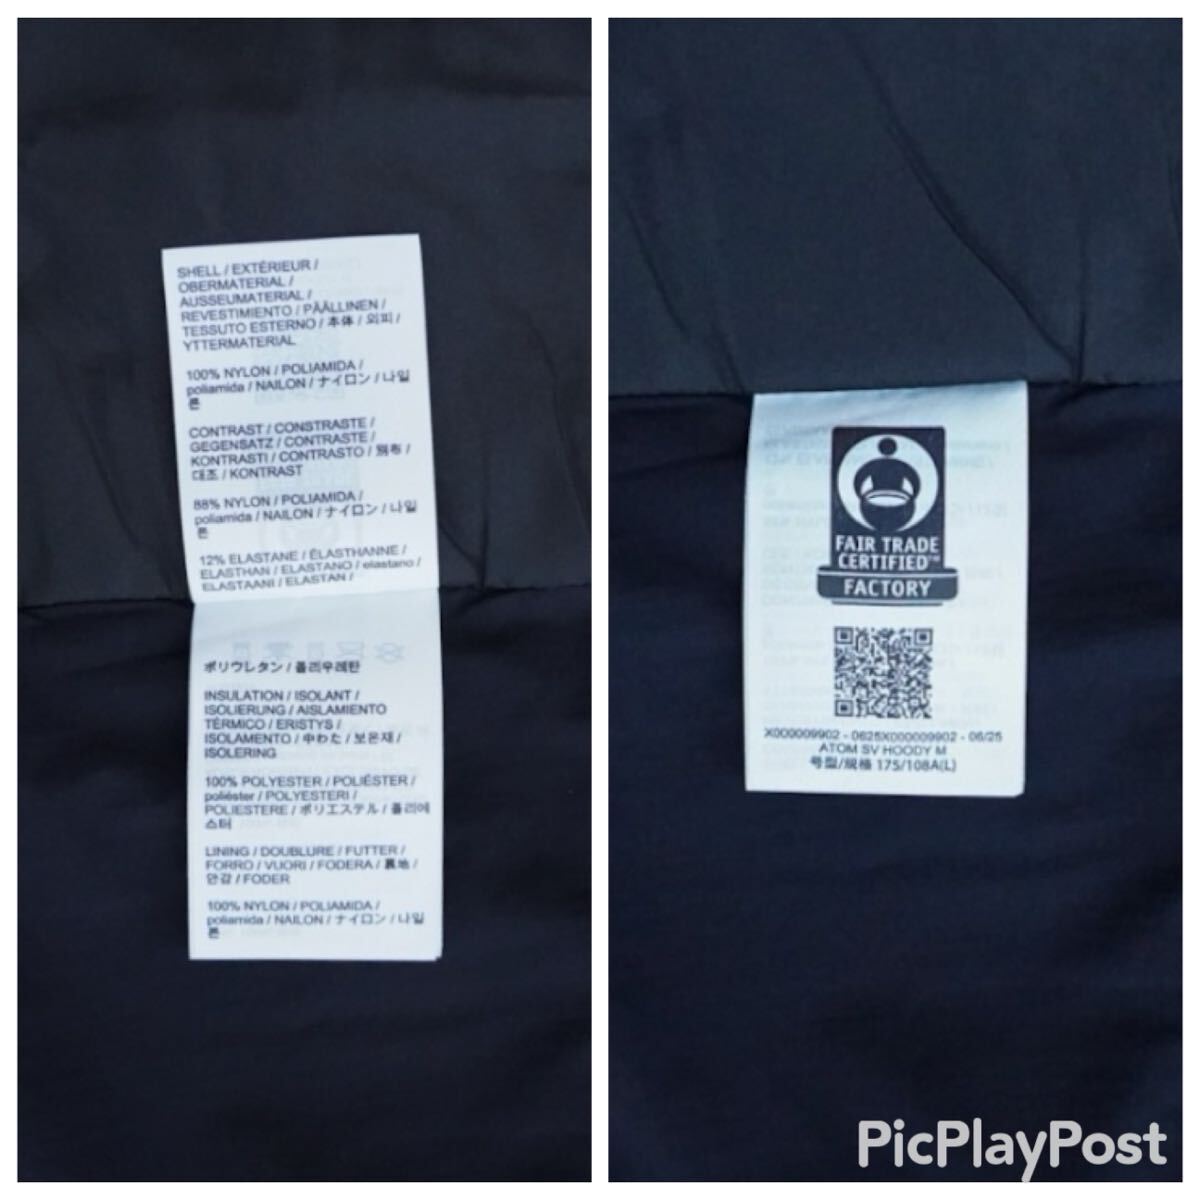 SHELL / EXTÉRIEUR /
OBERMATERIAL /
AUSSEUMATERIAL /
REVESTIMIENTO / PÄÄLLINEN /
TESSUTO ESTERNO / 本体 / 외피 /
YTTERMATERIAL
100% NYLON / POLIAMIDA /
poliamida / NAILON / ナイロン / 나일
론
CONTRAST / CONSTRASTE /
GEGENSATZ / CONTRASTE /
KONTRASTI / CONTRASTO / 別布 /
대조 / KONTRAST
88% NYLON / POLIAMIDA /
poliamida / NAILON / ナイロン / 나일
론
12% ELASTANE / ÉLASTHANNE /
ELASTHAN / ELASTANO / elastano /
ELASTAANI / ELASTAN /
ポリウレタン / 폴리우레탄
INSULATION / ISOLANT /
ISOLIERUNG / AISLAMIENTO
TÉRMICO / ERISTYS /
ISOLAMENTO / 中わた / 보온재 /
ISOLERING
100% POLYESTER / POLIÉSTER /
poliéster / POLYESTERI /
POLIESTERE / ポリエステル / 폴리에
스터
LINING / DOUBLURE / FUTTER /
FORRO / VUORI / FODERA / 裏地 /
안감 / FODER
100% NYLON / POLIAMIDA /
poliamida / NAILON / ナイロン / 나일
론
FAIR TRADE
CERTIFIED™
FACTORY
X000009902 - 0625X000009902 - 06/25
ATOM SV HOODY M
号型/規格 175/108A(L)
PicPlayPost